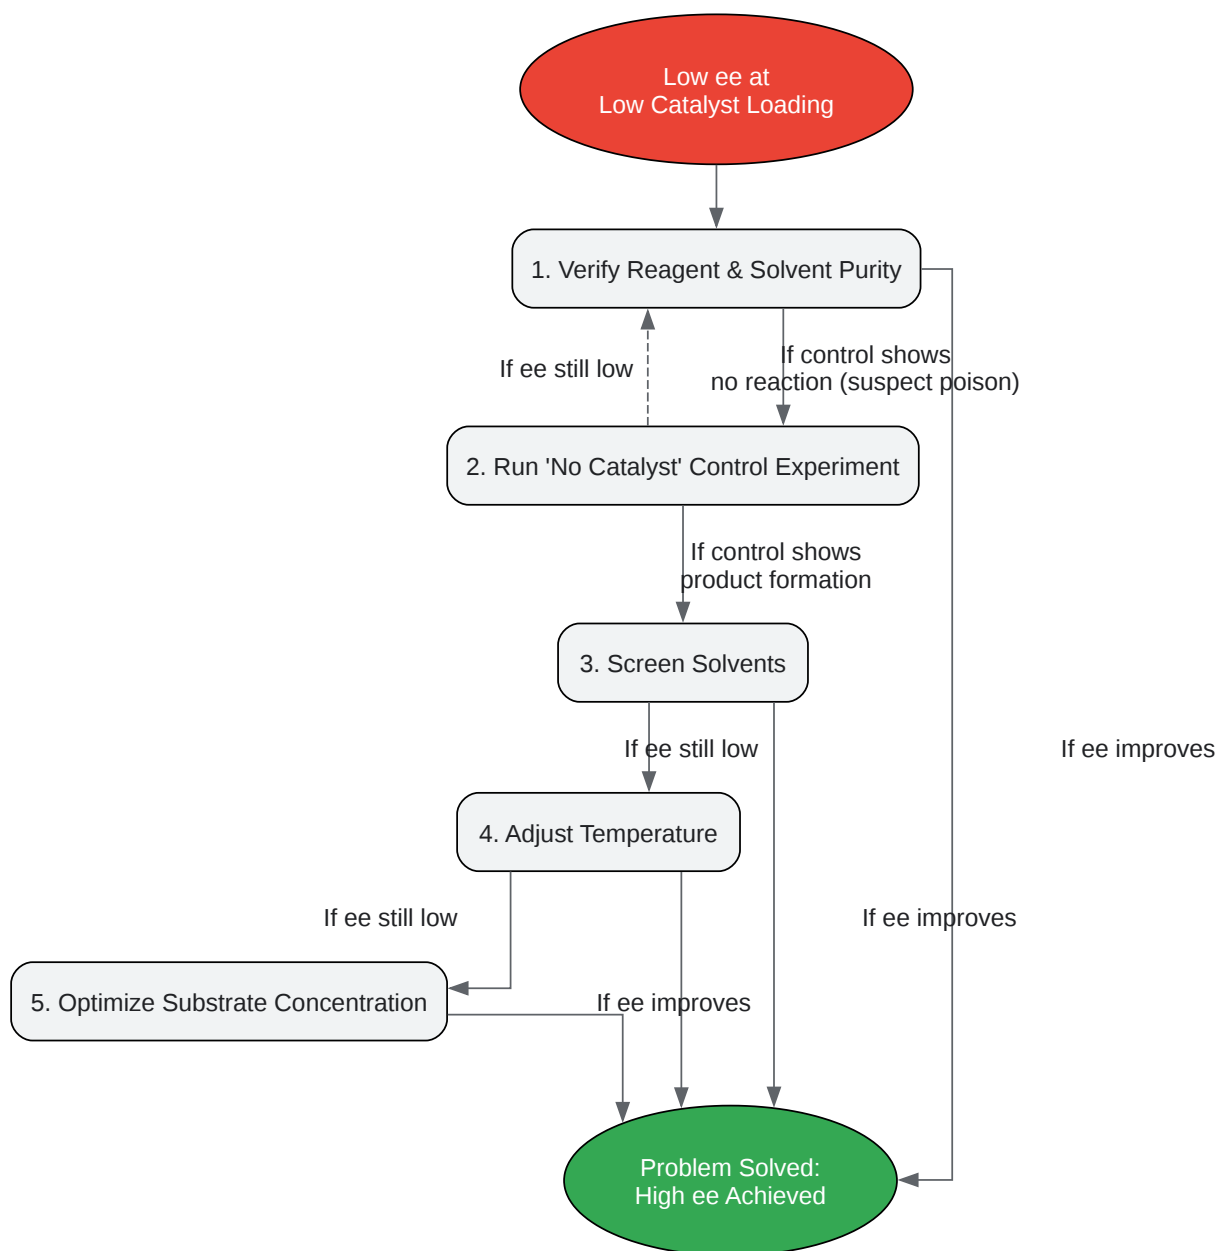 Low ee at
Low Catalyst Loading
1. Verify Reagent & Solvent Purity
If ee still low
If control shows
no reaction (suspect poison)
2. Run 'No Catalyst' Control Experiment
If control shows
product formation
3. Screen Solvents
If ee still low
If ee improves
4. Adjust Temperature
If ee still low
If ee improves
5. Optimize Substrate Concentration
If ee improves
Problem Solved:
High ee Achieved